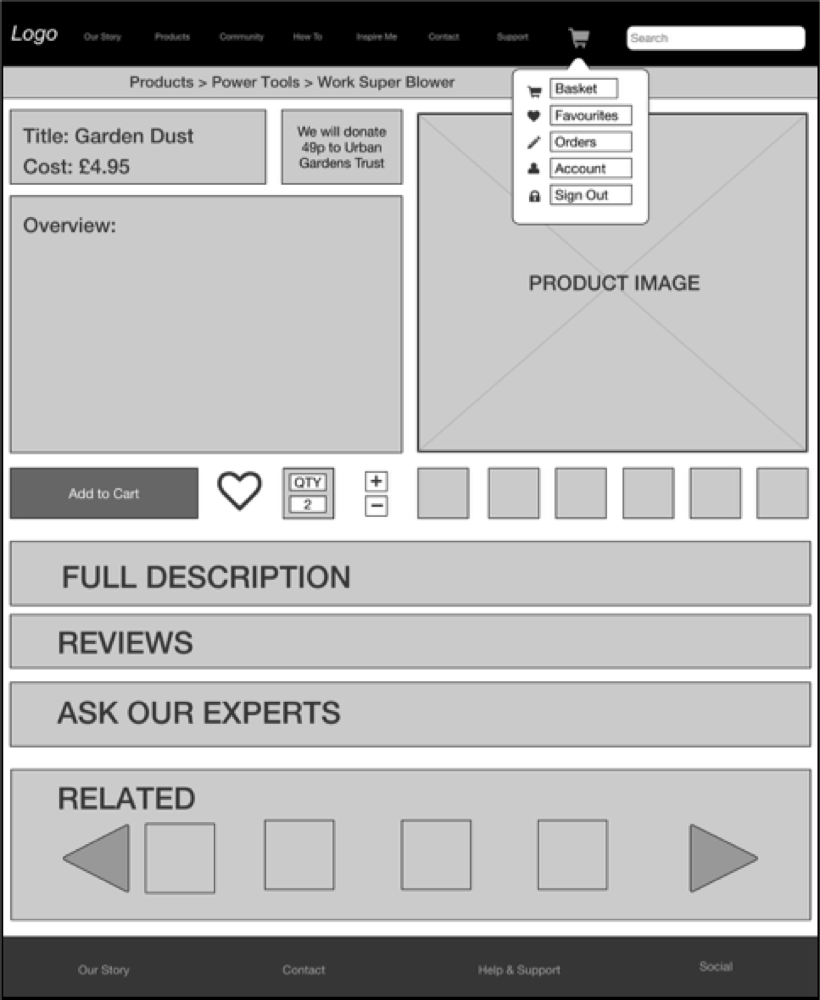 Logo
Our Story
Products
Community
How To
Inspire Me
Contact
Support
Search
Products > Power Tools > Work Super Blower
Basket
Favourites
Orders
Account
Sign Out
Title: Garden Dust
Cost: £4.95
We will donate
49p to Urban
Gardens Trust
Overview:
PRODUCT IMAGE
Add to Cart
QTY
2
+
−
FULL DESCRIPTION
REVIEWS
ASK OUR EXPERTS
RELATED
Our Story
Contact
Help & Support
Social